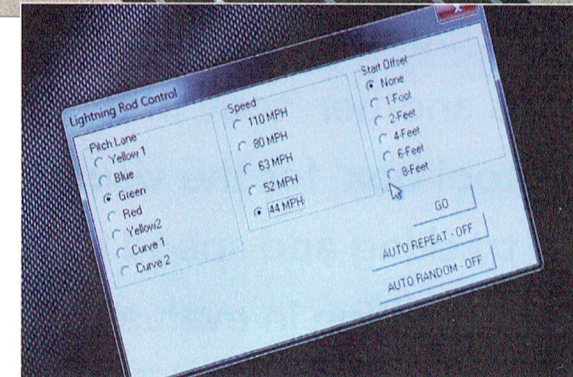 Lightning Rod Control
Pitch Lane
Yellow 1
Blue
Green
Red
Yellow2
Curve 1
Curve 2
Speed
110 MPH
80 MPH
63 MPH
52 MPH
44 MPH
Start Offset
None
1-Foot
2-Feet
4-Feet
6-Feet
8-Feet
GO
AUTO REPEAT - OFF
AUTO RANDOM - OFF